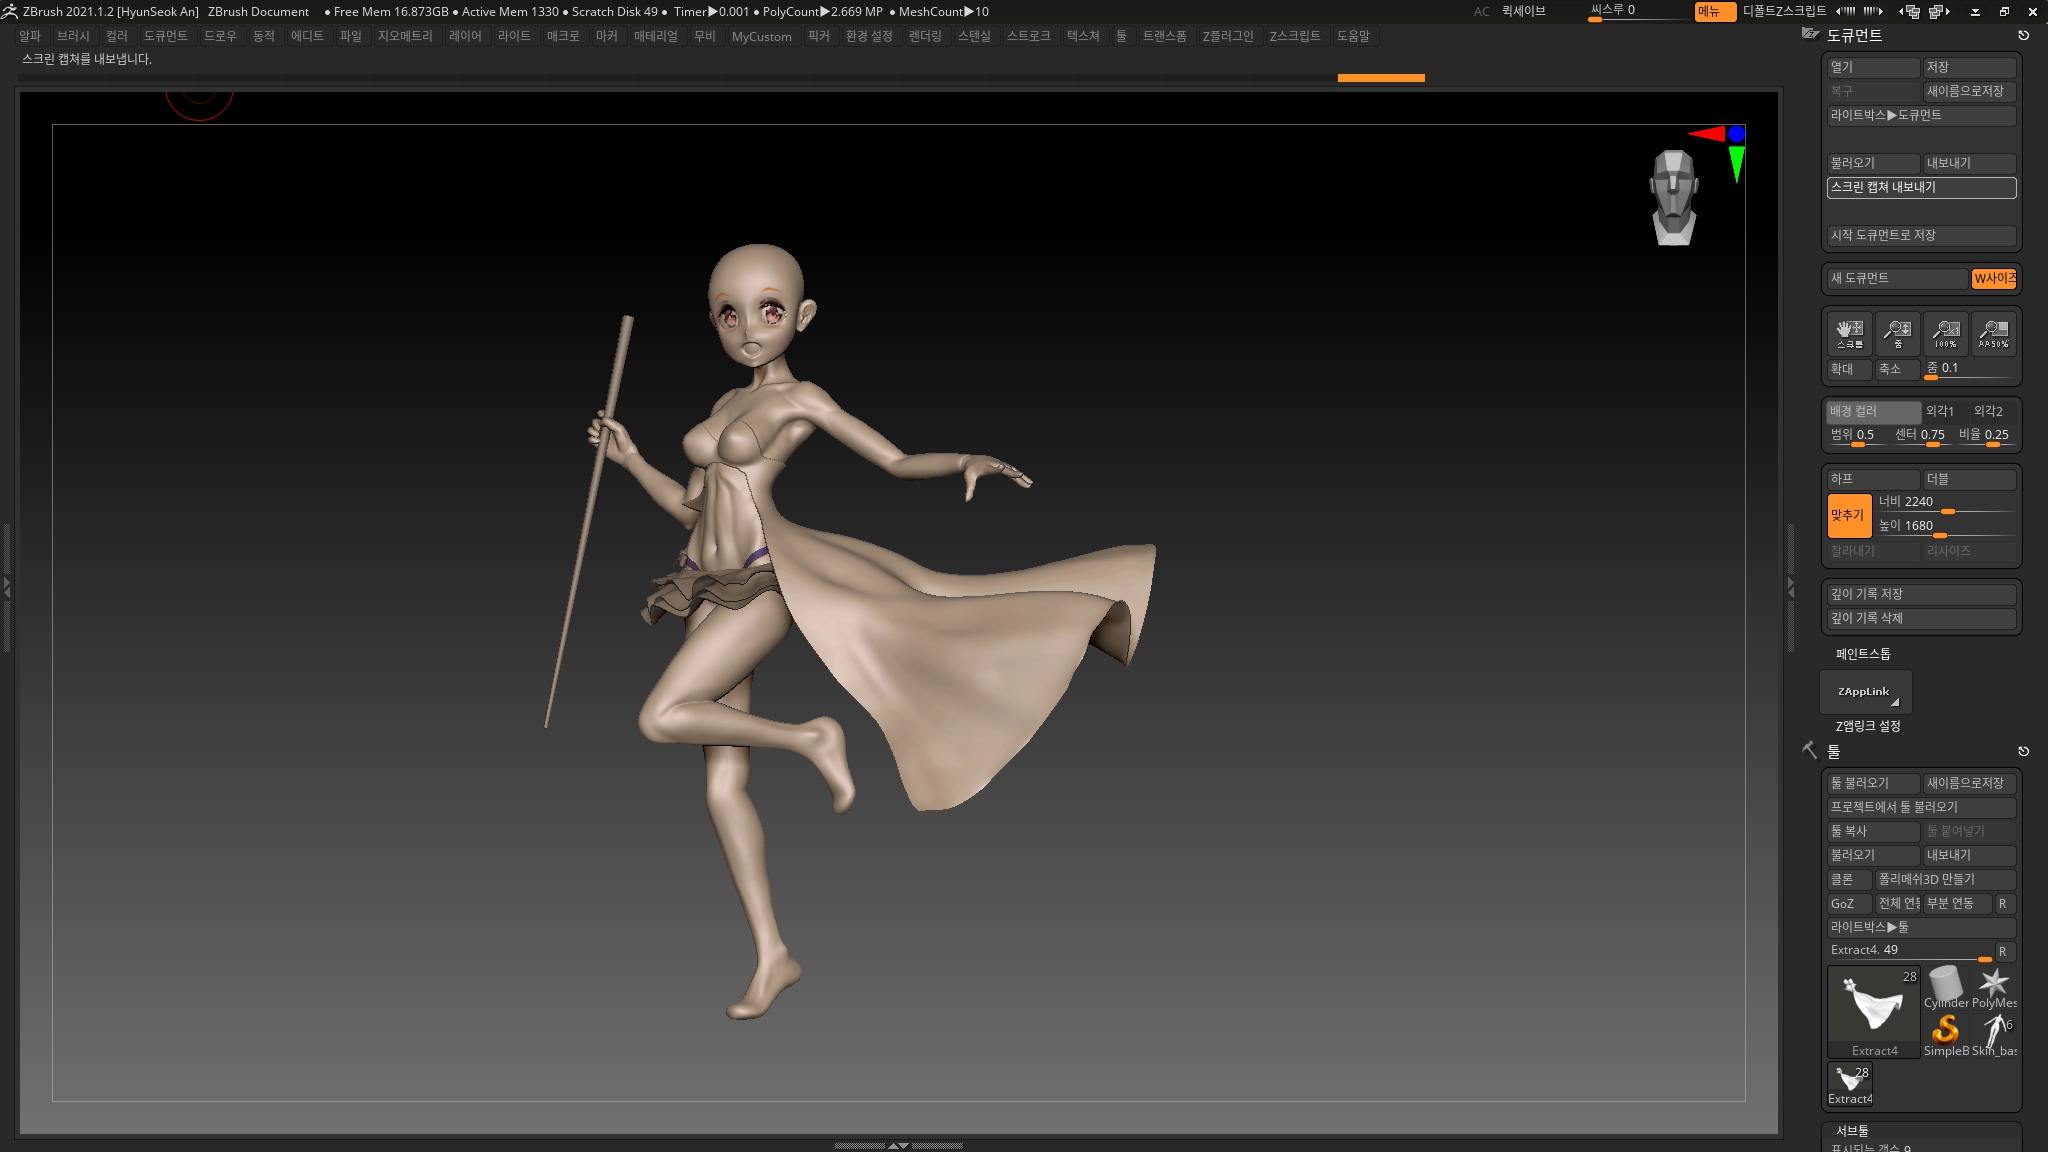 ZBrush 2021.1.2 [HyunSeok An] ZBrush Document ● Free Mem 16.873GB ● Active Mem 1330 ● Scratch Disk 49 ● Timer▶0.001 ● PolyCount▶2.669 MP ● MeshCount▶10 AC 퀵세이브 씨스루 0 메뉴 디폴트Z스크립트
알파 브러시 컬러 도큐먼트 드로우 동적 에디트 파일 지오메트리 레이어 라이트 매크로 마커 매테리얼 무비 MyCustom 픽커 환경 설정 렌더링 스텐실 스트로크 텍스쳐 툴 트랜스폼 Z플러그인 Z스크립트 도움말
스크린 캡쳐를 내보냅니다.
도큐먼트
열기 저장
복구 새이름으로저장
라이트박스▶도큐먼트
불러오기 내보내기
스크린 캡쳐 내보내기
시작 도큐먼트로 저장
새 도큐먼트 W사이즈
스크롤 줌 100% AA50%
확대 축소 줌 0.1
배경 컬러 외각1 외각2
범위 0.5 센터 0.75 비율 0.25
하프 더블
맞추기 너비 2240
높이 1680
잘라내기 리사이즈
깊이 기록 저장
깊이 기록 삭제
페인트스톱
ZAppLink
Z앱링크 설정
툴
툴 불러오기 새이름으로저장
프로젝트에서 툴 불러오기
툴 복사 툴 붙여넣기
불러오기 내보내기
클론 폴리메쉬3D 만들기
GoZ 전체 연동 부분 연동 R
라이트박스▶툴
Extract4. 49 R
28
Cylinder PolyMes
6
Extract4 SimpleB Skin_bas
28
Extract4
서브툴
표시되는 갯수 9